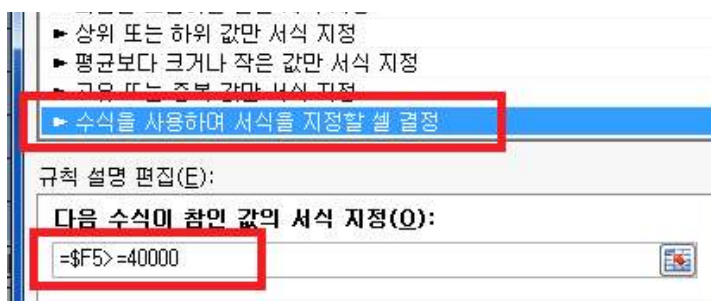 ► 상위 또는 하위 값만 서식 지정
► 평균보다 크거나 작은 값만 서식 지정
► 고유 또는 중복 값만 서식 지정
► 수식을 사용하여 서식을 지정할 셀 결정
규칙 설명 편집(E):
다음 수식이 참인 값의 서식 지정(O):
=$F5>=40000